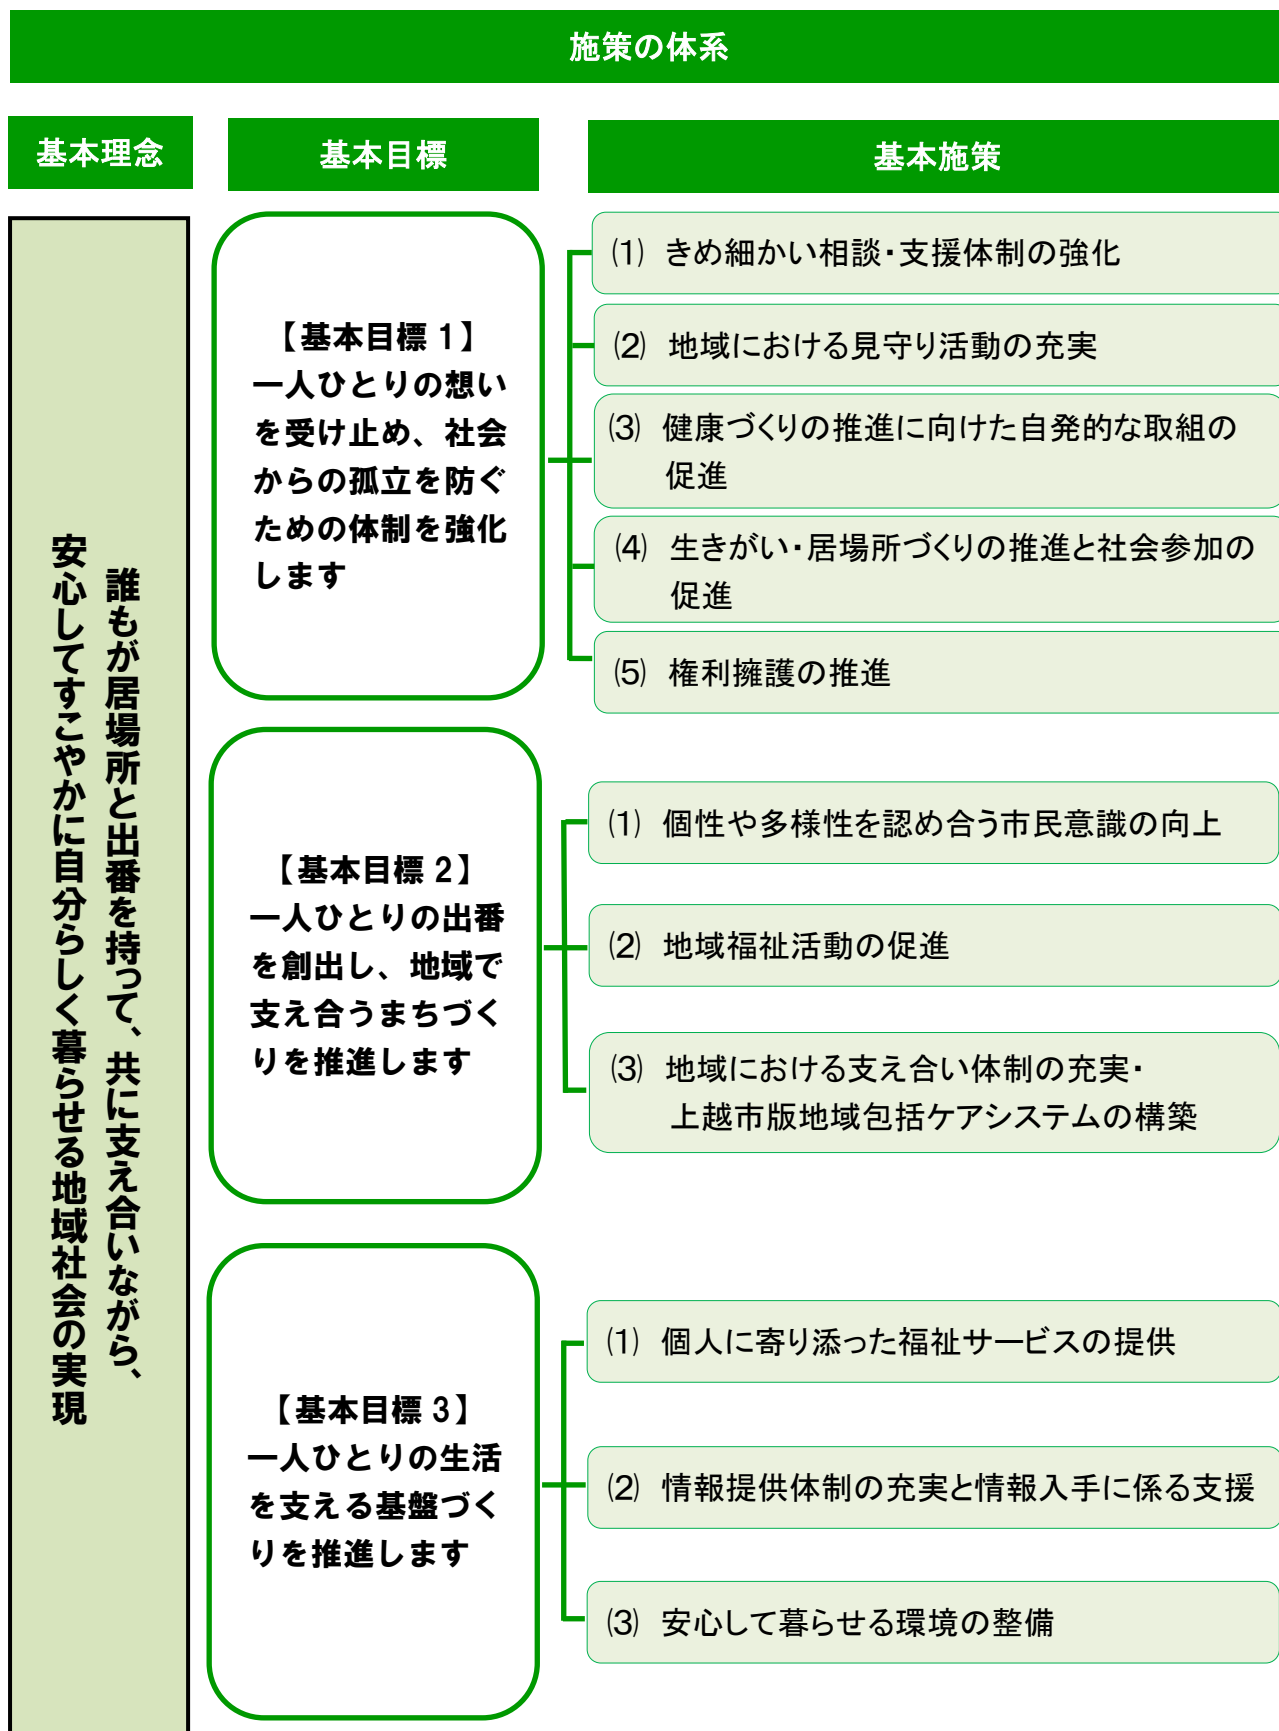 施策の体系
基本理念
基本目標
基本施策
誰もが居場所と出番を持って、共に支え合いながら、
安心してすこやかに自分らしく暮らせる地域社会の実現
【基本目標 1】
一人ひとりの想い
を受け止め、社会
からの孤立を防ぐ
ための体制を強化
します
⑴ きめ細かい相談・支援体制の強化
⑵ 地域における見守り活動の充実
⑶ 健康づくりの推進に向けた自発的な取組の
促進
⑷ 生きがい・居場所づくりの推進と社会参加の
促進
⑸ 権利擁護の推進
【基本目標 2】
一人ひとりの出番
を創出し、地域で
支え合うまちづく
りを推進します
⑴ 個性や多様性を認め合う市民意識の向上
⑵ 地域福祉活動の促進
⑶ 地域における支え合い体制の充実・
上越市版地域包括ケアシステムの構築
【基本目標 3】
一人ひとりの生活
を支える基盤づく
りを推進します
⑴ 個人に寄り添った福祉サービスの提供
⑵ 情報提供体制の充実と情報入手に係る支援
⑶ 安心して暮らせる環境の整備